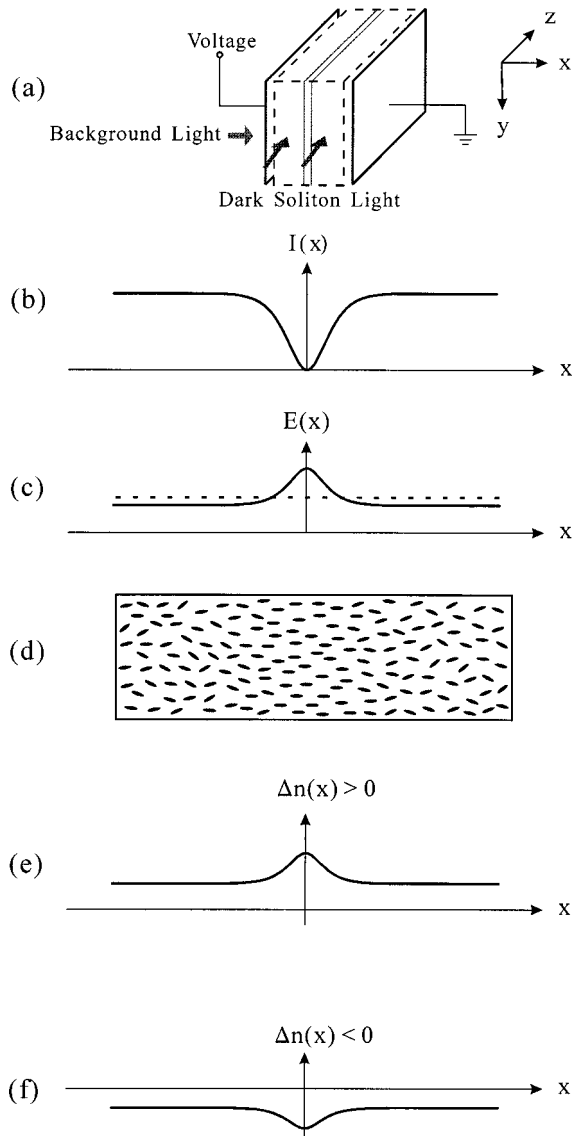 (a)
Voltage
Background Light
Dark Soliton Light
z
x
y
(b)
I(x)
x
(c)
E(x)
x
(d)
(e)
Δn(x) > 0
x
(f)
Δn(x) < 0
x